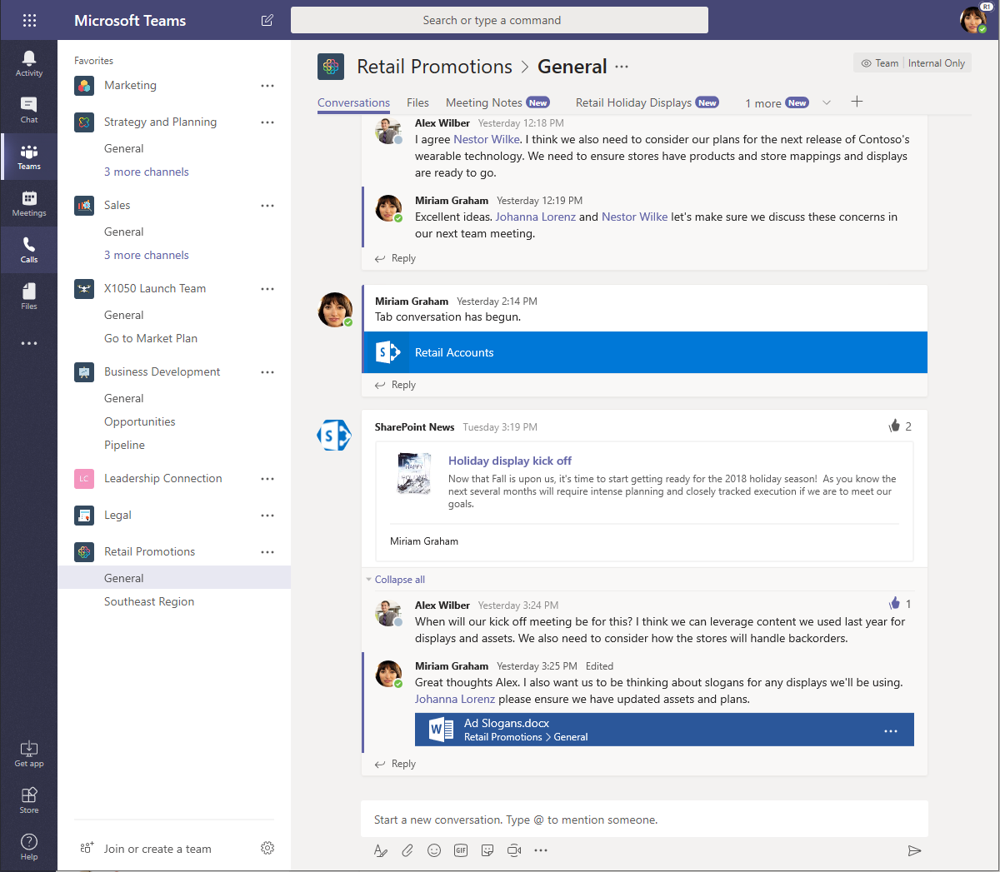 Microsoft Teams
Search or type a command
R1
Activity
Chat
Teams
Meetings
Calls
Files
Get app
Store
Help
Favorites
Marketing
Strategy and Planning
General
3 more channels
Sales
General
3 more channels
X1050 Launch Team
General
Go to Market Plan
Business Development
General
Opportunities
Pipeline
LC Leadership Connection
Legal
Retail Promotions
General
Southeast Region
Join or create a team
Retail Promotions > General ···
Team | Internal Only
Conversations Files Meeting Notes New Retail Holiday Displays New 1 more New
Alex Wilber Yesterday 12:18 PM
I agree Nestor Wilke. I think we also need to consider our plans for the next release of Contoso's
wearable technology. We need to ensure stores have products and store mappings and displays
are ready to go.
Miriam Graham Yesterday 12:19 PM
Excellent ideas. Johanna Lorenz and Nestor Wilke let's make sure we discuss these concerns in
our next team meeting.
Reply
Miriam Graham Yesterday 2:14 PM
Tab conversation has begun.
S Retail Accounts
Reply
S
SharePoint News Tuesday 3:19 PM 2
HAPPY
HOLIDAYS
Holiday display kick off
Now that Fall is upon us, it's time to start getting ready for the 2018 holiday season! As you know the
next several months will require intense planning and closely tracked execution if we are to meet our
goals.
Miriam Graham
Collapse all
Alex Wilber Yesterday 3:24 PM 1
When will our kick off meeting be for this? I think we can leverage content we used last year for
displays and assets. We also need to consider how the stores will handle backorders.
Miriam Graham Yesterday 3:25 PM Edited
Great thoughts Alex. I also want us to be thinking about slogans for any displays we'll be using.
Johanna Lorenz please ensure we have updated assets and plans.
W Ad Slogans.docx
Retail Promotions > General
Reply
Start a new conversation. Type @ to mention someone.
GIF